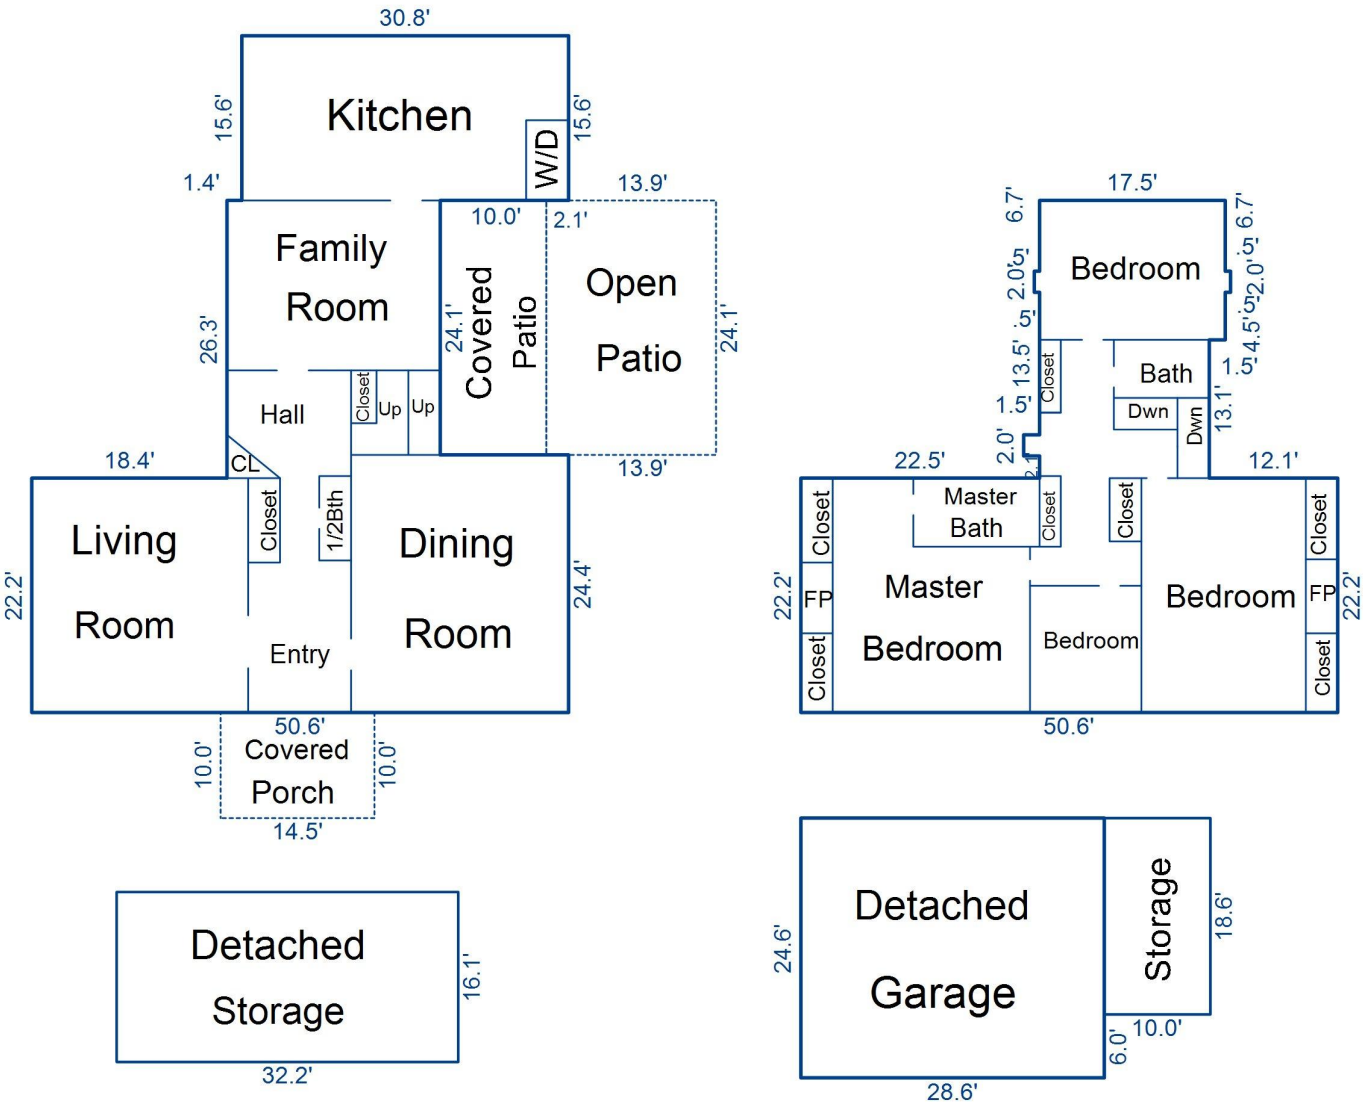 30.8'
Kitchen
15.6'
15.6'
W/D
1.4'
13.9'
10.0'
2.1'
Family
Room
Covered
Patio
Open
Patio
26.3'
24.1'
24.1'
Hall
Closet
Up
Up
CL
18.4'
13.9'
Living
Room
Closet
1/2Bth
Dining
Room
22.2'
24.4'
Entry
50.6'
Covered
Porch
10.0'
10.0'
14.5'
Detached
Storage
16.1'
32.2'
17.5'
6.7'
6.7'
Bedroom
.5'
.5'
2.0'
2.0'
.5'
.5'
4.5'
13.5'
Closet
Bath
1.5'
1.5'
Dwn
Dwn
13.1'
2.0'
22.5'
12.1'
Closet
Master
Bath
Closet
Closet
Closet
Master
Bedroom
Bedroom
Bedroom
FP
FP
22.2'
22.2'
Closet
Closet
50.6'
Detached
Garage
Storage
24.6'
18.6'
6.0'
10.0'
28.6'